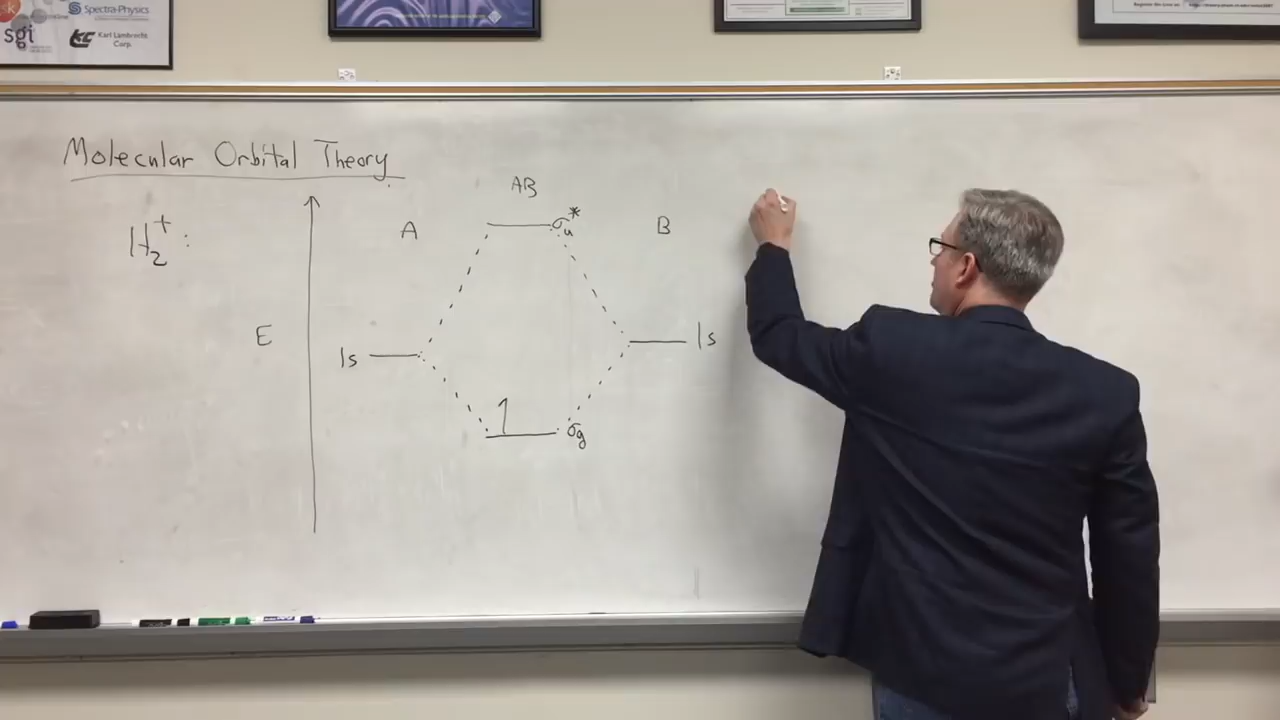 sgi
Spectra-Physics
Karl Lambrecht
Corp.
Molecular Orbital Theory
H₂⁺:
E
A
AB
B
σᵤ*
1s
1s
σg